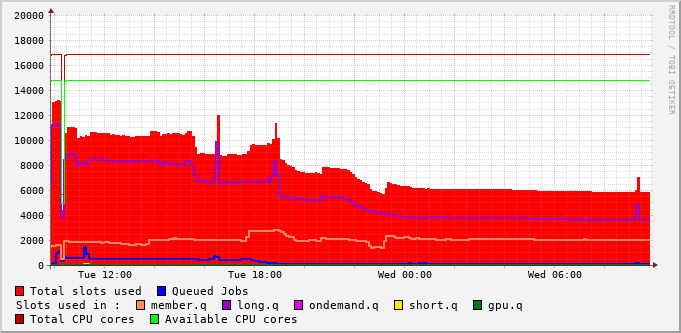 20000
18000
16000
14000
12000
10000
8000
6000
4000
2000
0
Tue 12:00 Tue 18:00 Wed 00:00 Wed 06:00
RRDTOOL / TOBI OETIKER
Total slots used Queued Jobs
Slots used in : member.q long.q ondemand.q short.q gpu.q
Total CPU cores Available CPU cores